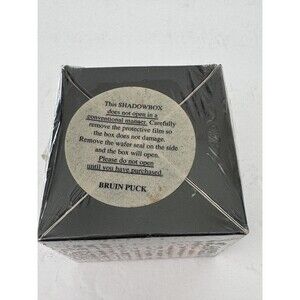 This SHADOWBOX
does not open in a
conventional manner. Carefully
remove the protective film so
the box does not damage.
Remove the wafer seal on the side
and the box will open.
Please do not open
until you have purchased.
BRUIN PUCK